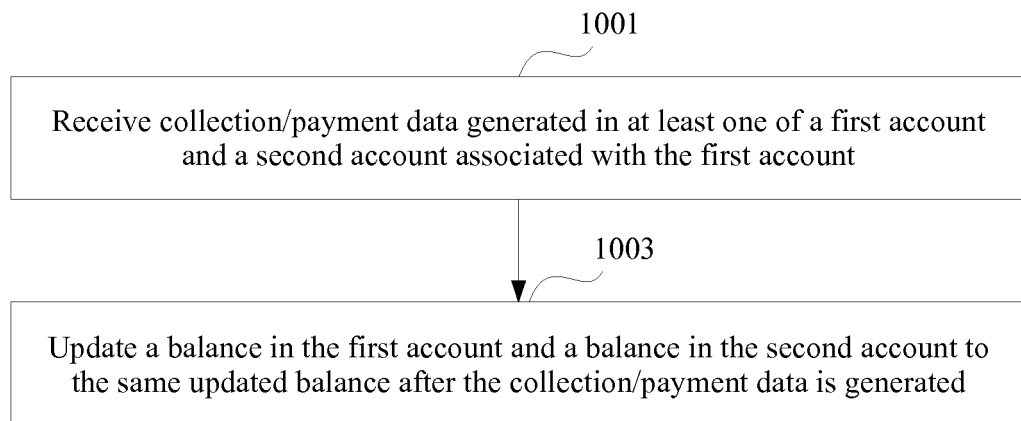 1001
Receive collection/payment data generated in at least one of a first account
and a second account associated with the first account
1003
Update a balance in the first account and a balance in the second account to
the same updated balance after the collection/payment data is generated